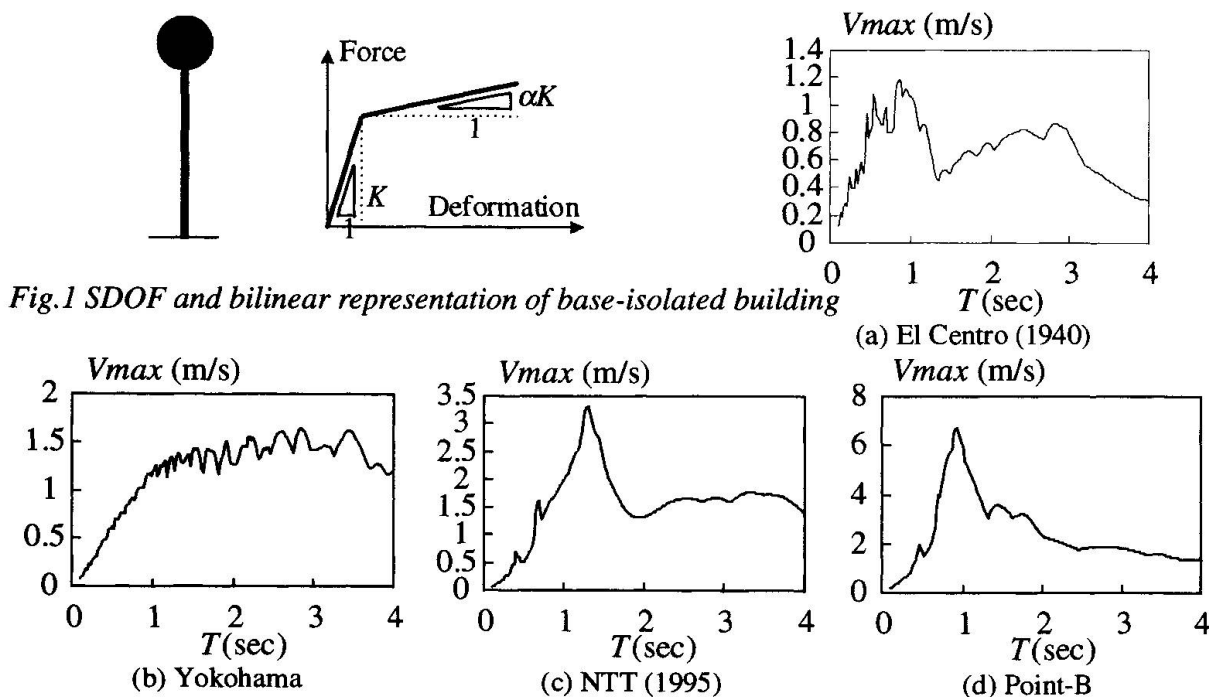 Force
αK
1
K
1
Deformation
Fig.1 SDOF and bilinear representation of base-isolated building
Vmax (m/s)
1.4
1.2
1
0.8
0.6
0.4
0.2
0
0 1 2 3 4
T(sec)
(a) El Centro (1940)
Vmax (m/s)
2
1.5
1
0.5
0
0 1 2 3 4
T(sec)
(b) Yokohama
Vmax (m/s)
3.5
3
2.5
2
1.5
1
0.5
0
0 1 2 3 4
T(sec)
(c) NTT (1995)
Vmax (m/s)
8
6
4
2
0
0 1 2 3 4
T(sec)
(d) Point-B